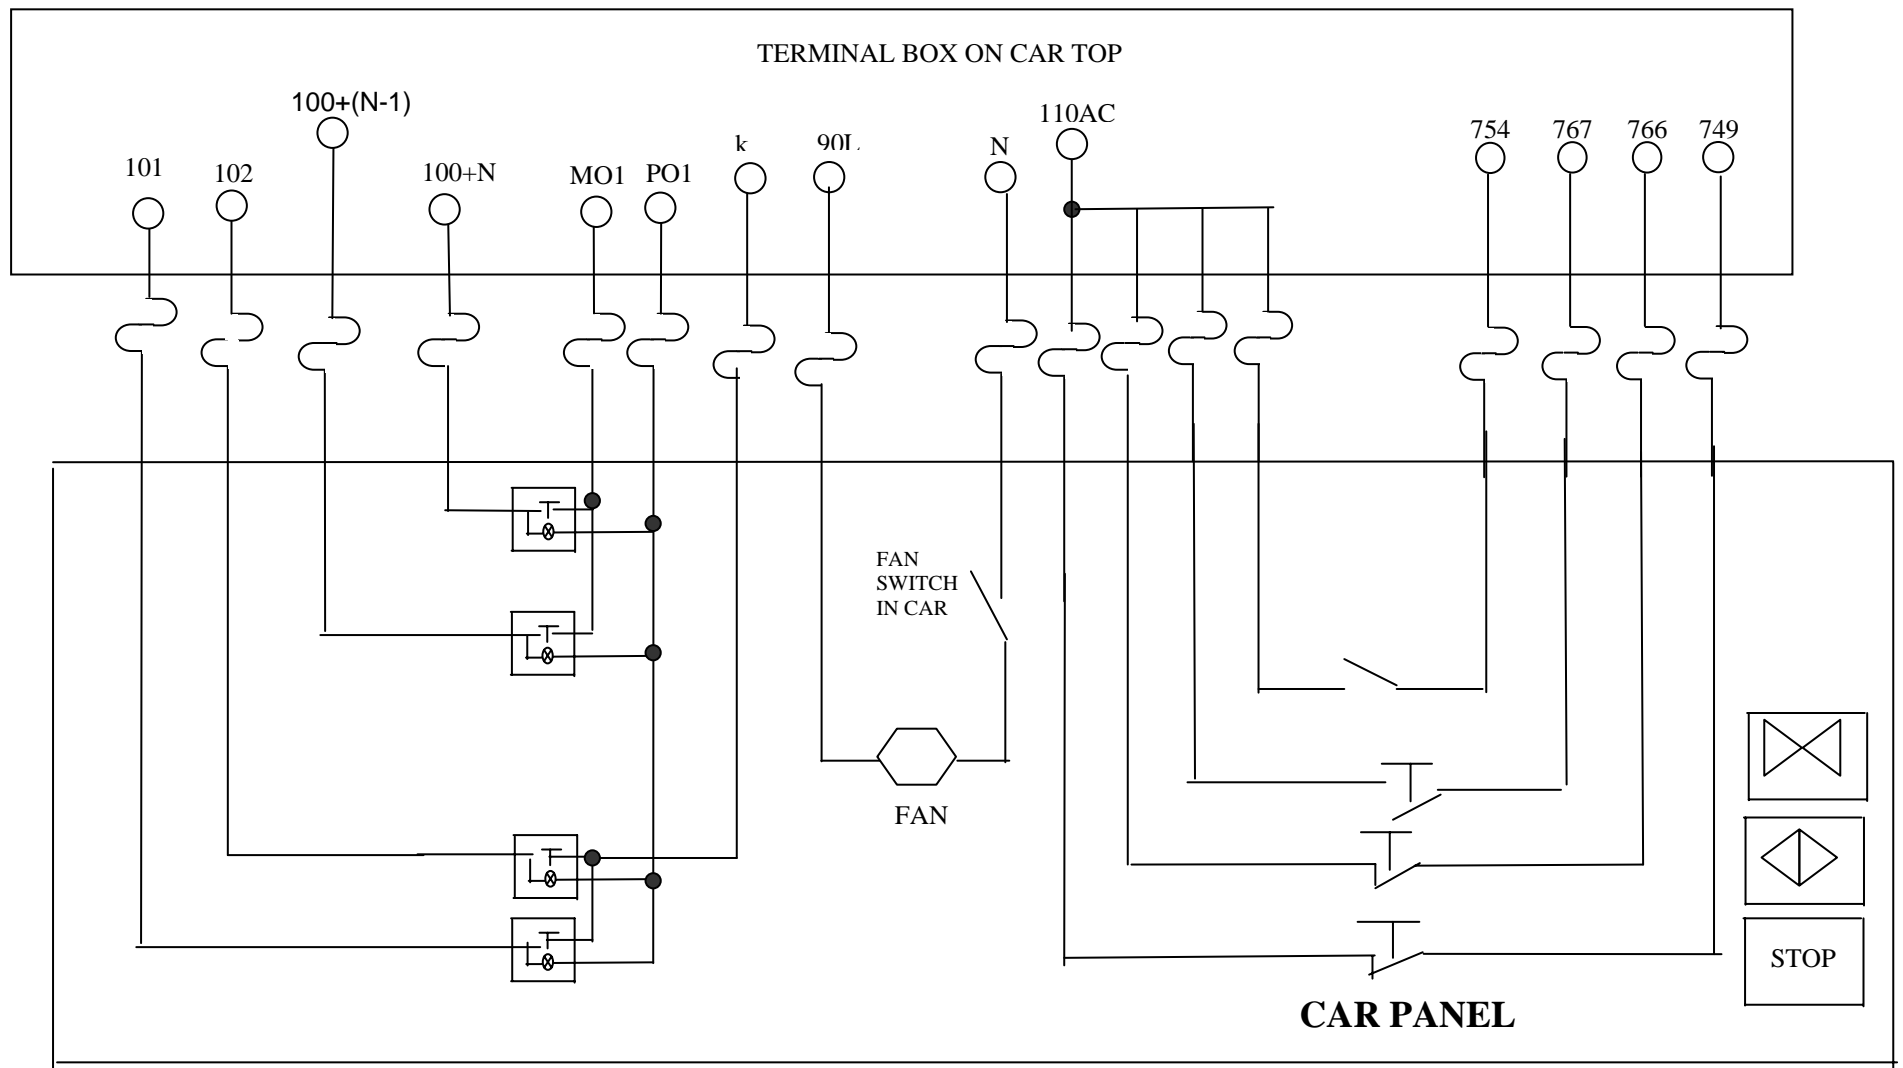 TERMINAL BOX ON CAR TOP
100+(N-1)
110AC
101
102
100+N
MO1
PO1
k
90L
N
754
767
766
749
FAN
SWITCH
IN CAR
FAN
STOP
CAR PANEL